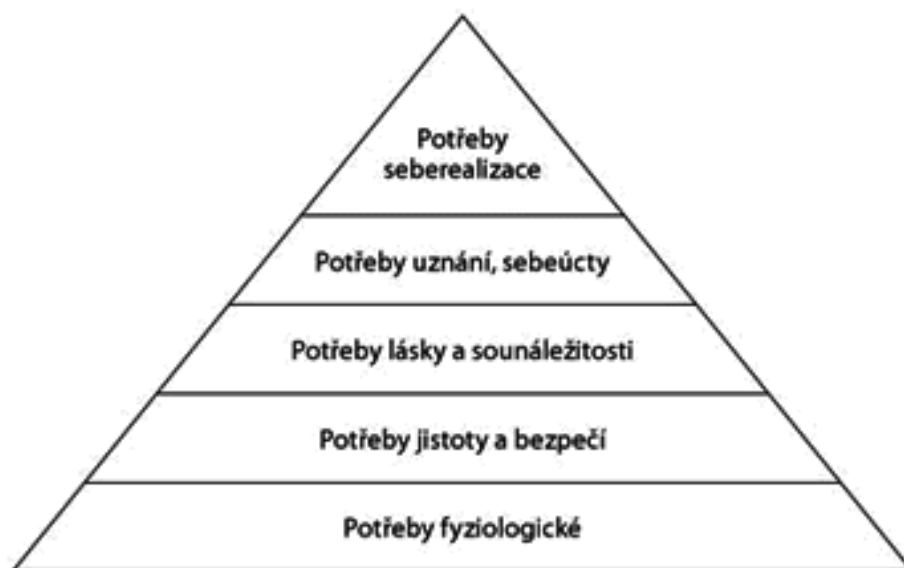 Potřeby
seberealizace
Potřeby uznání, sebeúcty
Potřeby lásky a sounáležitosti
Potřeby jistoty a bezpečí
Potřeby fyziologické